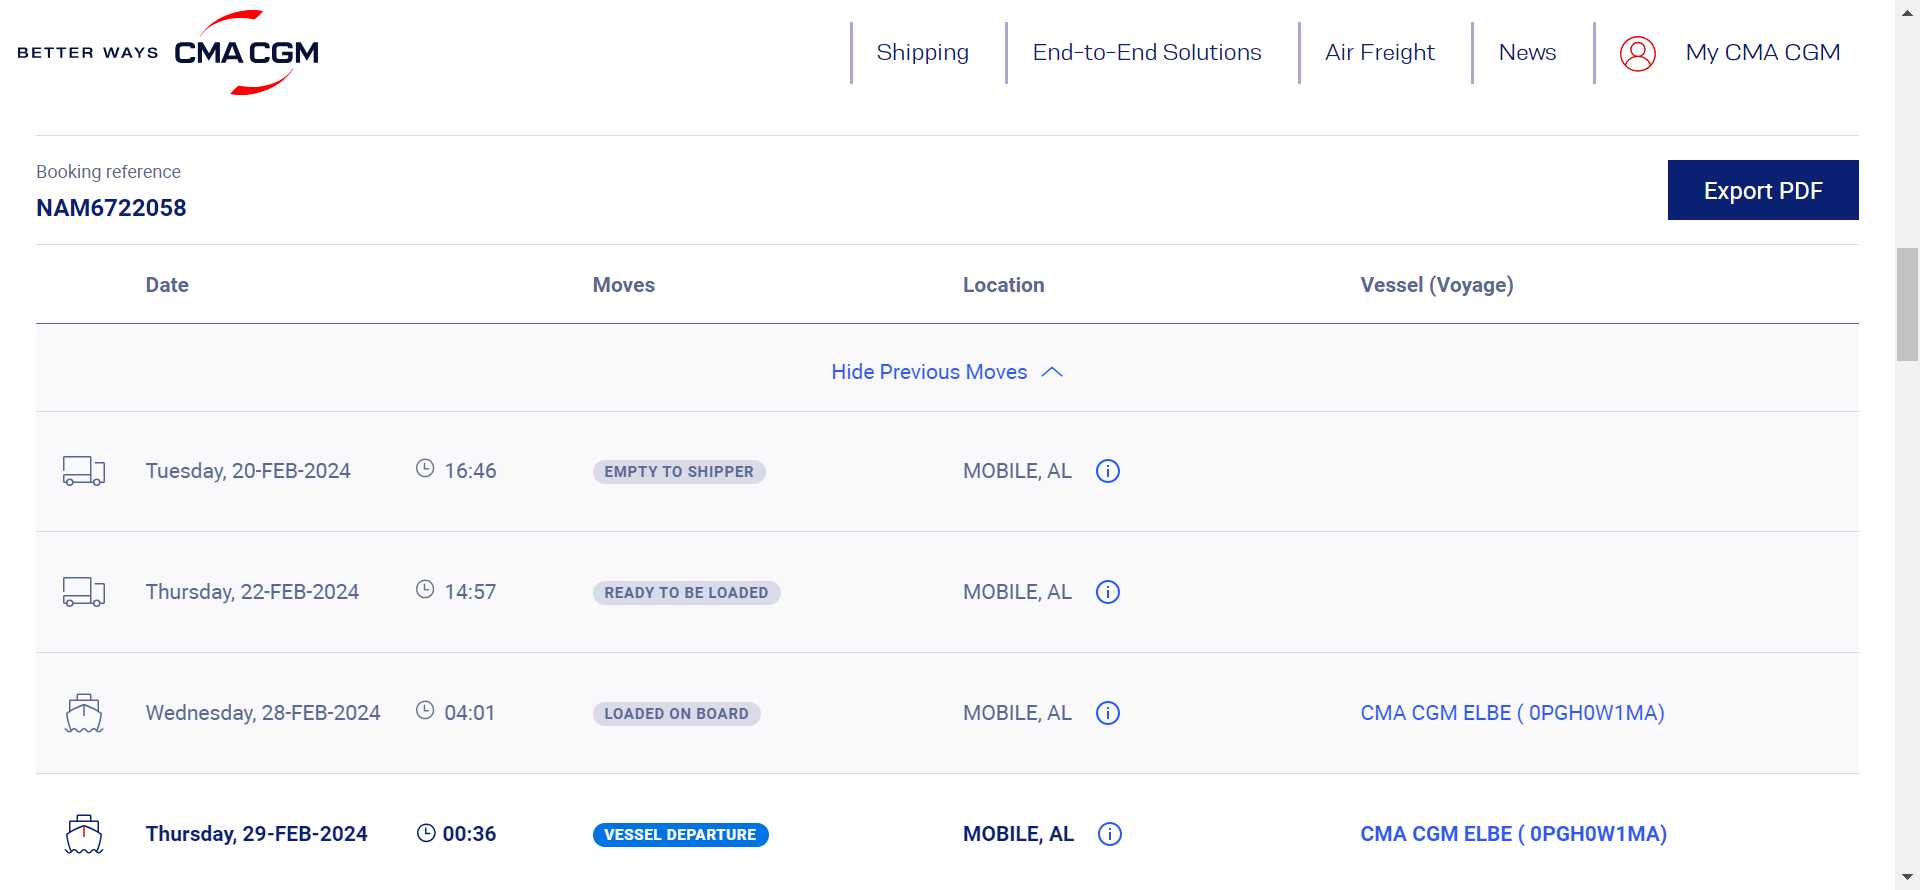 BETTER WAYS CMA CGM
Shipping
End-to-End Solutions
Air Freight
News
My CMA CGM
Booking reference
NAM6722058
Export PDF
Date Moves Location Vessel (Voyage)
Hide Previous Moves
Tuesday, 20-FEB-2024 16:46 EMPTY TO SHIPPER MOBILE, AL
Thursday, 22-FEB-2024 14:57 READY TO BE LOADED MOBILE, AL
Wednesday, 28-FEB-2024 04:01 LOADED ON BOARD MOBILE, AL CMA CGM ELBE ( 0PGH0W1MA)
Thursday, 29-FEB-2024 00:36 VESSEL DEPARTURE MOBILE, AL CMA CGM ELBE ( 0PGH0W1MA)